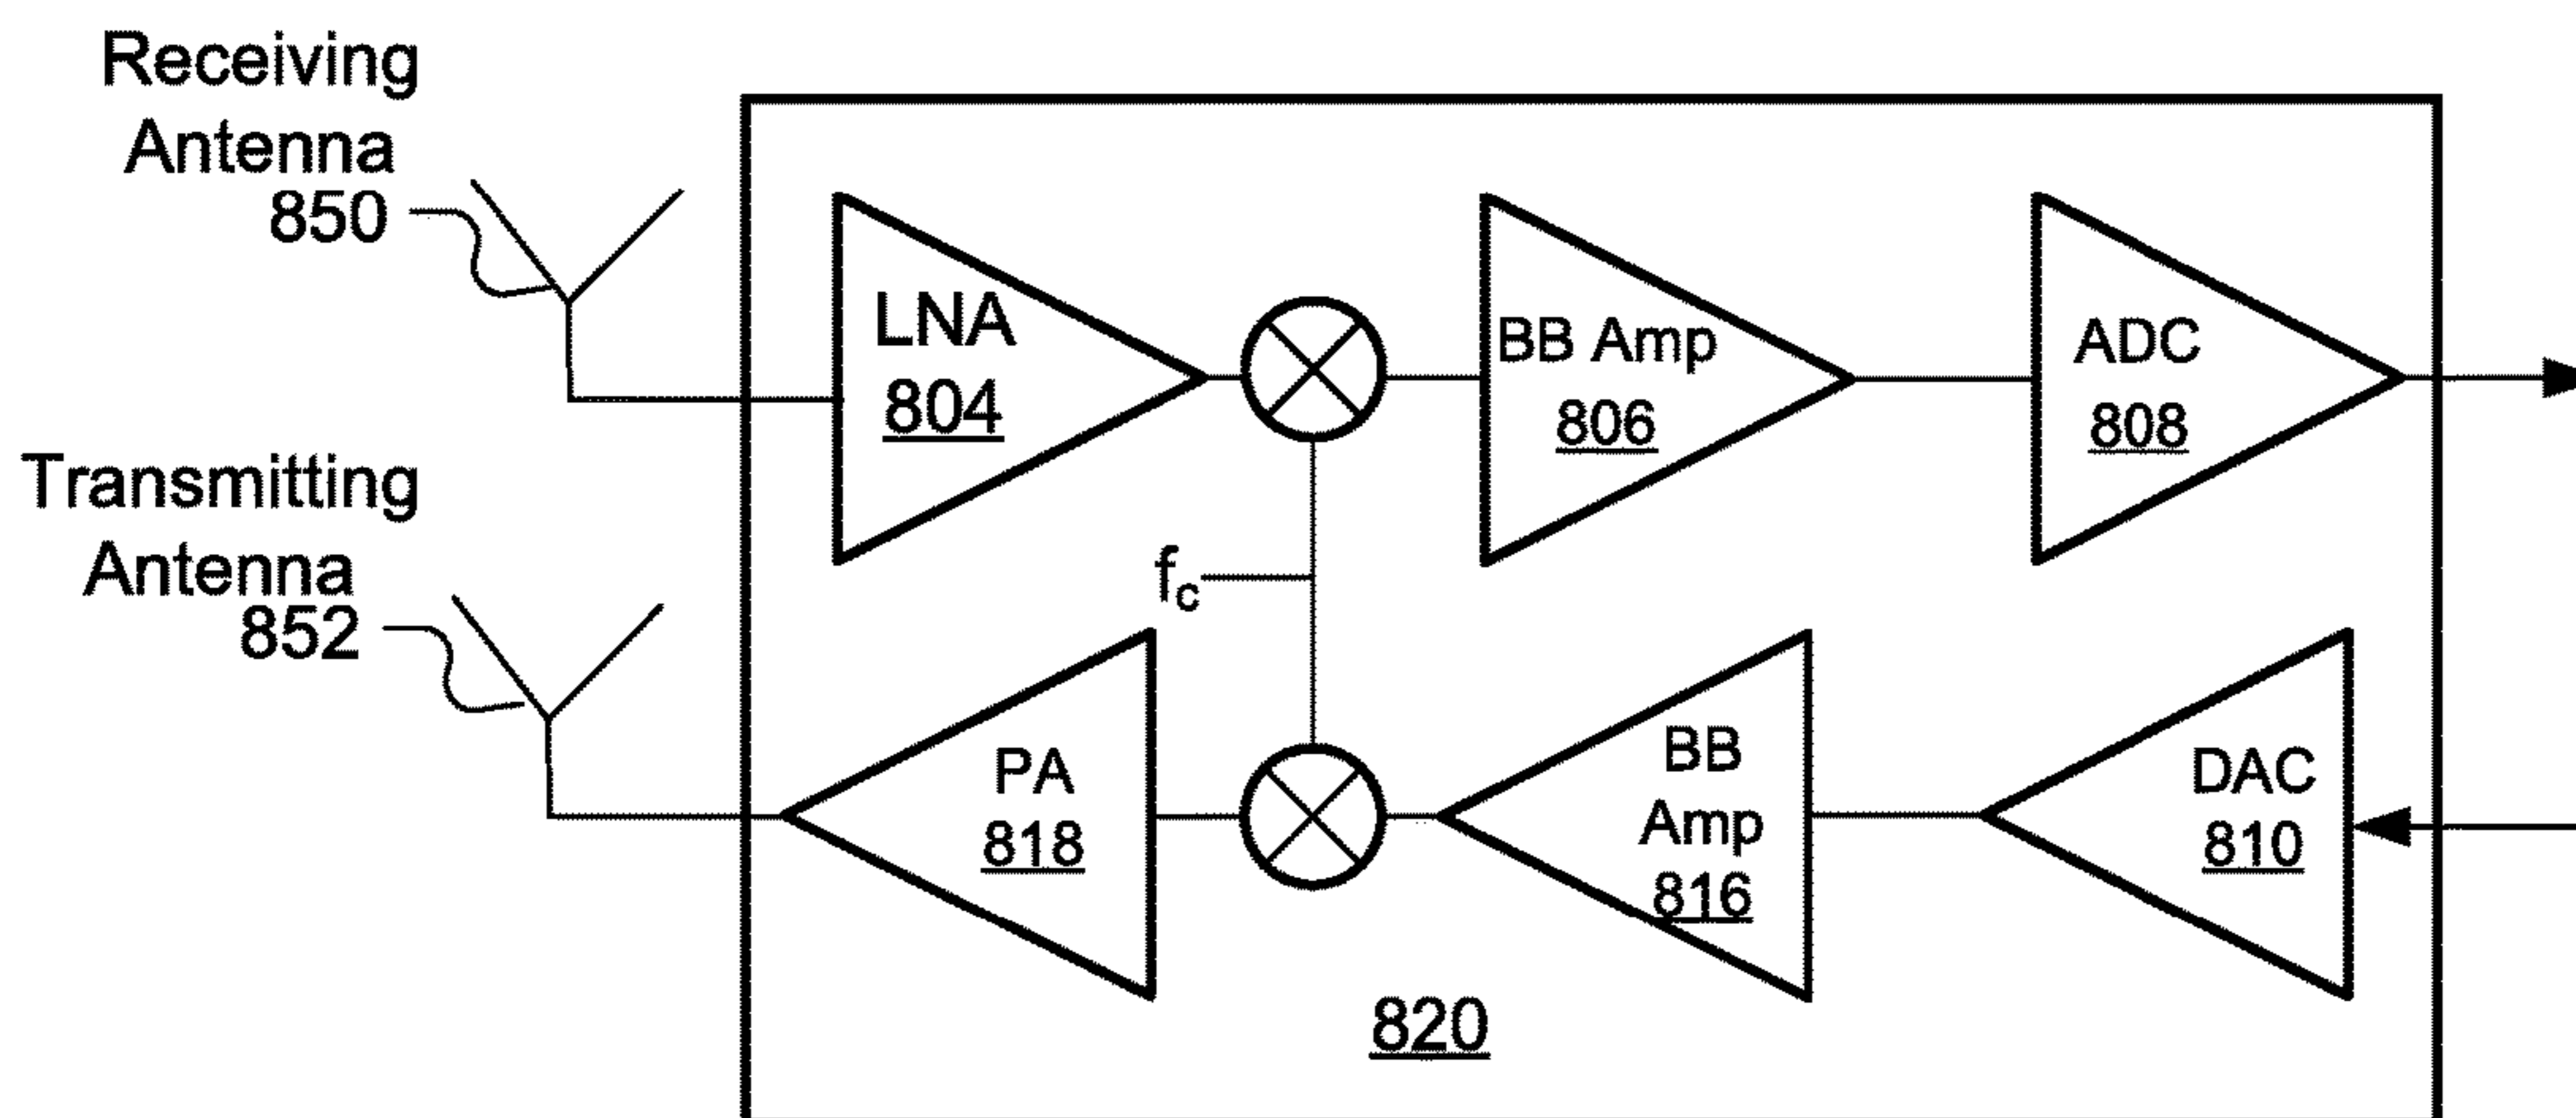 Receiving
Antenna
850
LNA
804
BB Amp
806
ADC
808
Transmitting
Antenna
852
fc
PA
818
BB
Amp
816
DAC
810
820